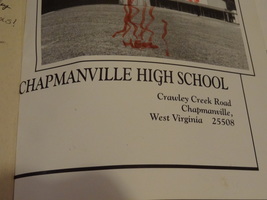 CHAPMANVILLE HIGH SCHOOL
Crawley Creek Road
Chapmanville,
West Virginia 25508